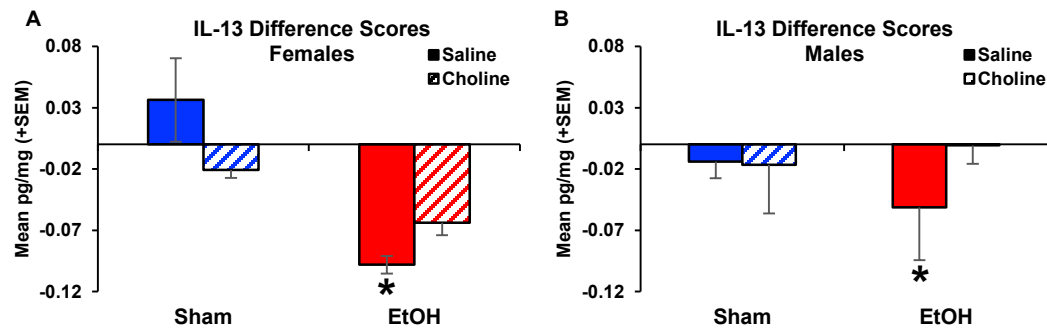 A
IL-13 Difference Scores
Females
Saline
Choline
Mean pg/mg (+SEM)
0.08
0.03
-0.02
-0.07
-0.12
*
Sham
EtOH
B
IL-13 Difference Scores
Males
Saline
Choline
Mean pg/mg (+SEM)
0.08
0.03
-0.02
-0.07
-0.12
*
Sham
EtOH